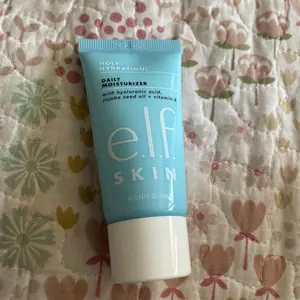 HOLY
HYDRATION!
DAILY
MOISTURIZER
with hyaluronic acid,
jojoba seed oil + vitamin E
e.l.f.
SKIN